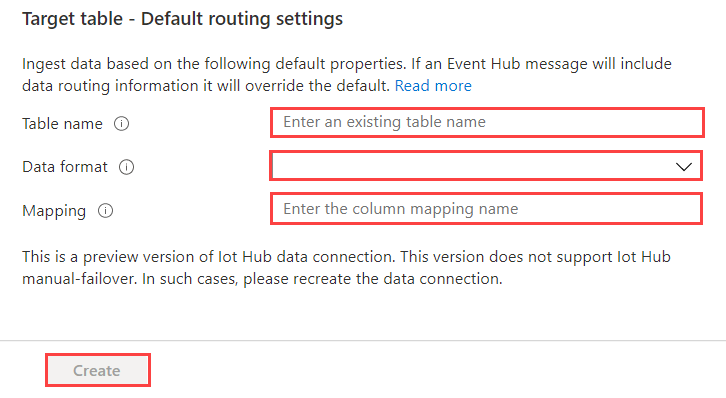 Target table - Default routing settings
Ingest data based on the following default properties. If an Event Hub message will include
data routing information it will override the default. Read more
Table name
Enter an existing table name
Data format
Mapping
Enter the column mapping name
This is a preview version of Iot Hub data connection. This version does not support Iot Hub
manual-failover. In such cases, please recreate the data connection.
Create